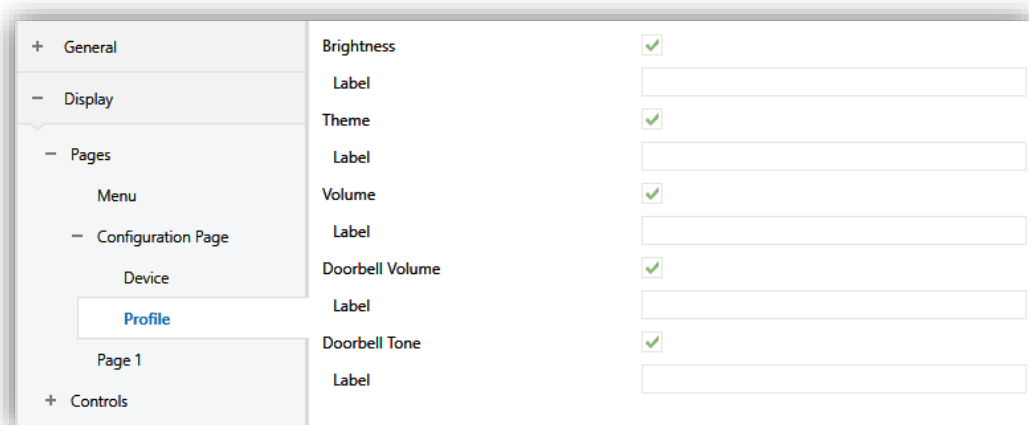 General
Display
Pages
Menu
Configuration Page
Device
Profile
Page 1
Controls
Brightness
Label
Theme
Label
Volume
Label
Doorbell Volume
Label
Doorbell Tone
Label